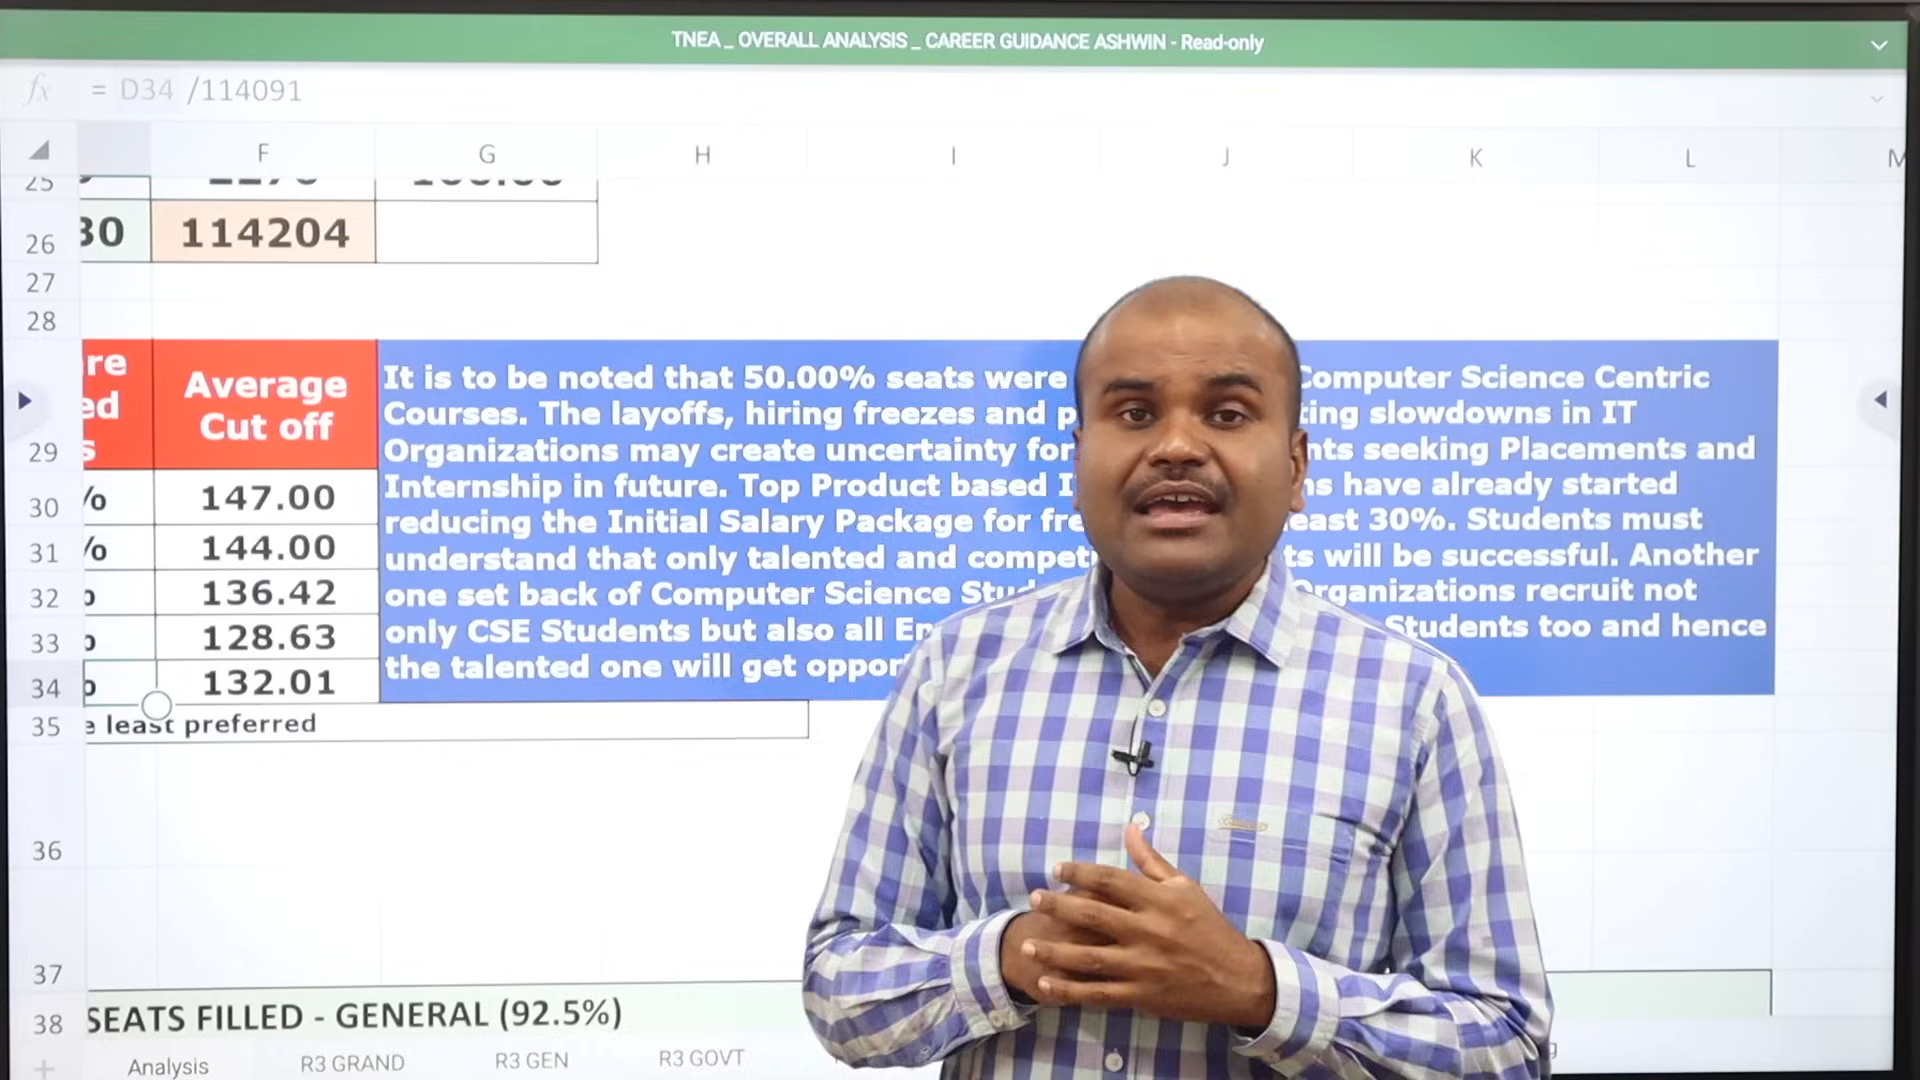 TNEA _ OVERALL ANALYSIS _ CAREER GUIDANCE ASHWIN - Read-only
fx = D34 /114091
F G H I J K L M
25
26 30 114204
27
28
29 Average
Cut off
It is to be noted that 50.00% seats were Computer Science Centric
Courses. The layoffs, hiring freezes and slowdowns in IT
Organizations may create uncertainty for seeking Placements and
Internship in future. Top Product based have already started
reducing the Initial Salary Package for 30%. Students must
understand that only talented and will be successful. Another
one set back of Computer Science Organizations recruit not
only CSE Students but also all Students too and hence
the talented one will get
30 % 147.00
31 % 144.00
32 136.42
33 128.63
34 132.01
35 e least preferred
36
37
38 SEATS FILLED - GENERAL (92.5%)
+ Analysis R3 GRAND R3 GEN R3 GOVT